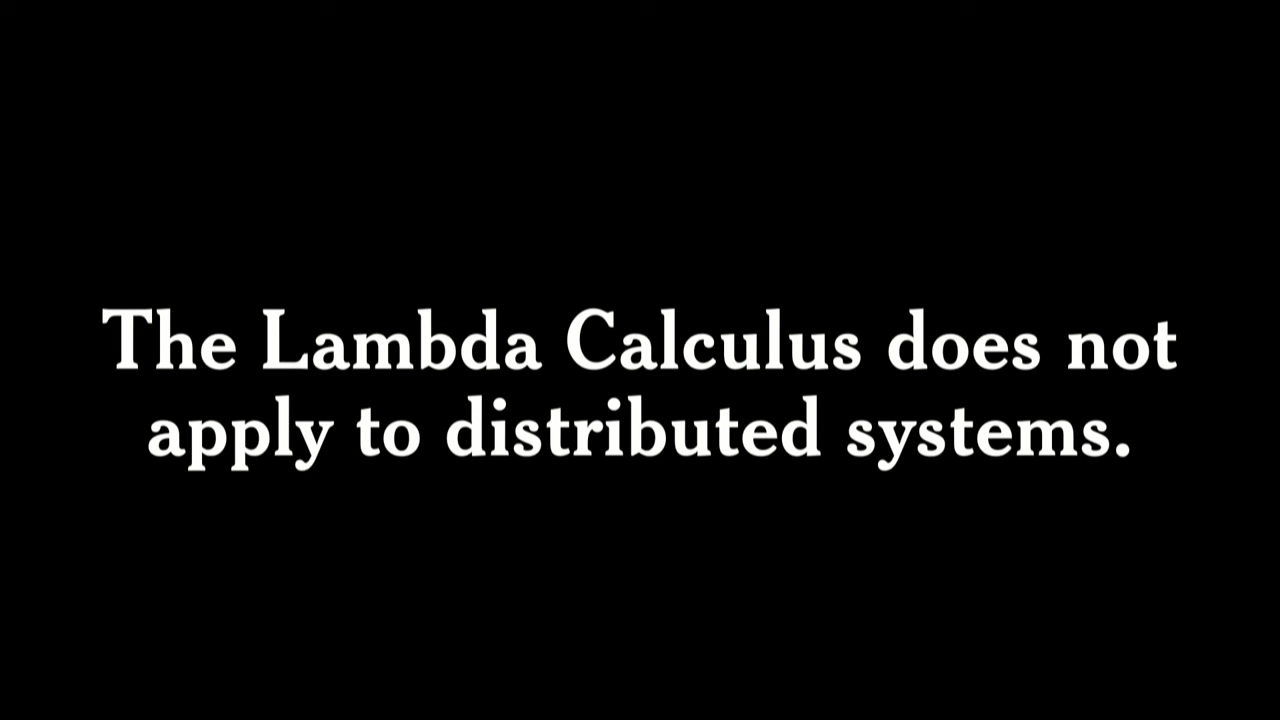 The Lambda Calculus does not
apply to distributed systems.